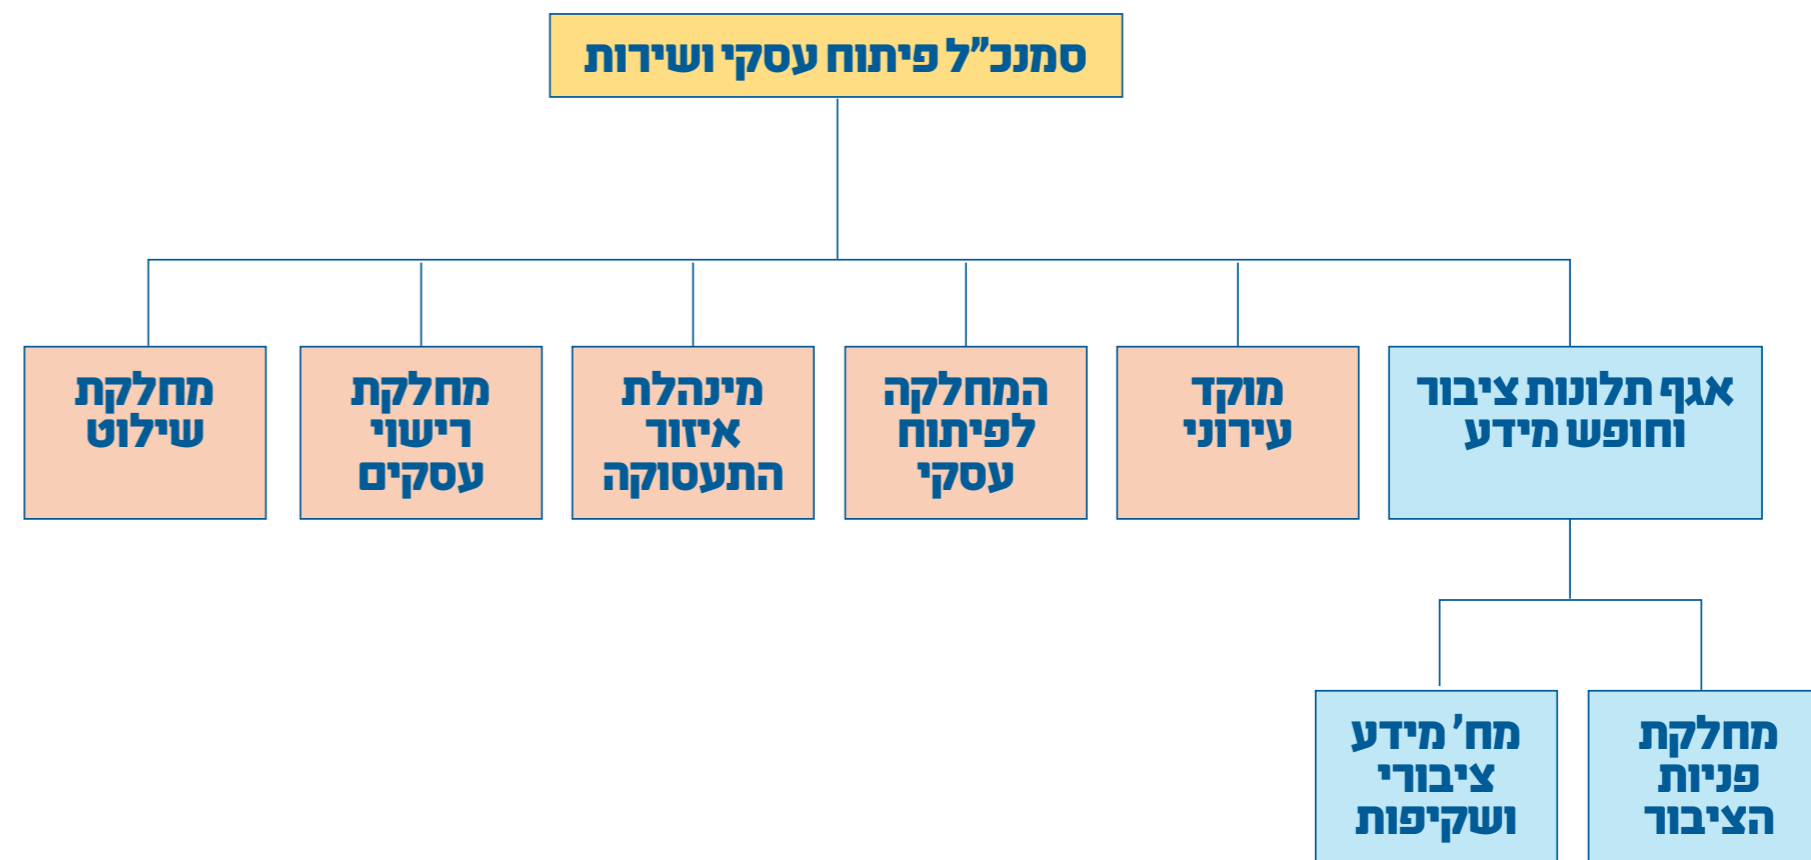 סמנכ״ל פיתוח עסקי ושירות
אגף תלונות ציבור
וחופש מידע
מוקד
עירוני
המחלקה
לפיתוח
עסקי
מינהלת
איזור
התעסוקה
מחלקת
רישוי
עסקים
מחלקת
שילוט
מחלקת
פניות
הציבור
מח׳ מידע
ציבורי
ושקיפות